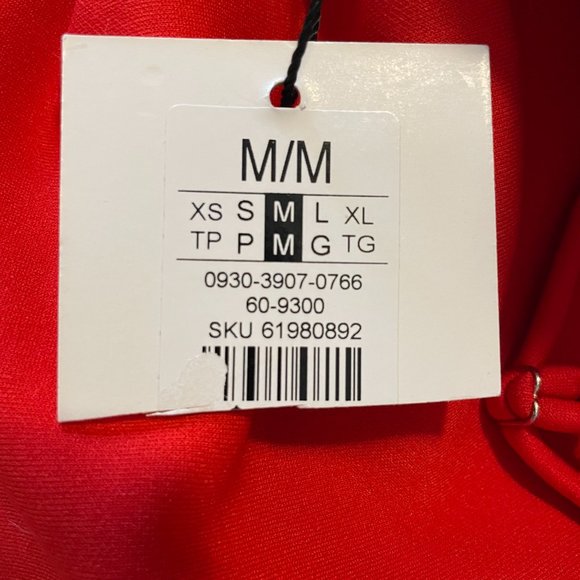 M/M
XS S M L XL
TP P M G TG
0930-3907-0766
60-9300
SKU 61980892